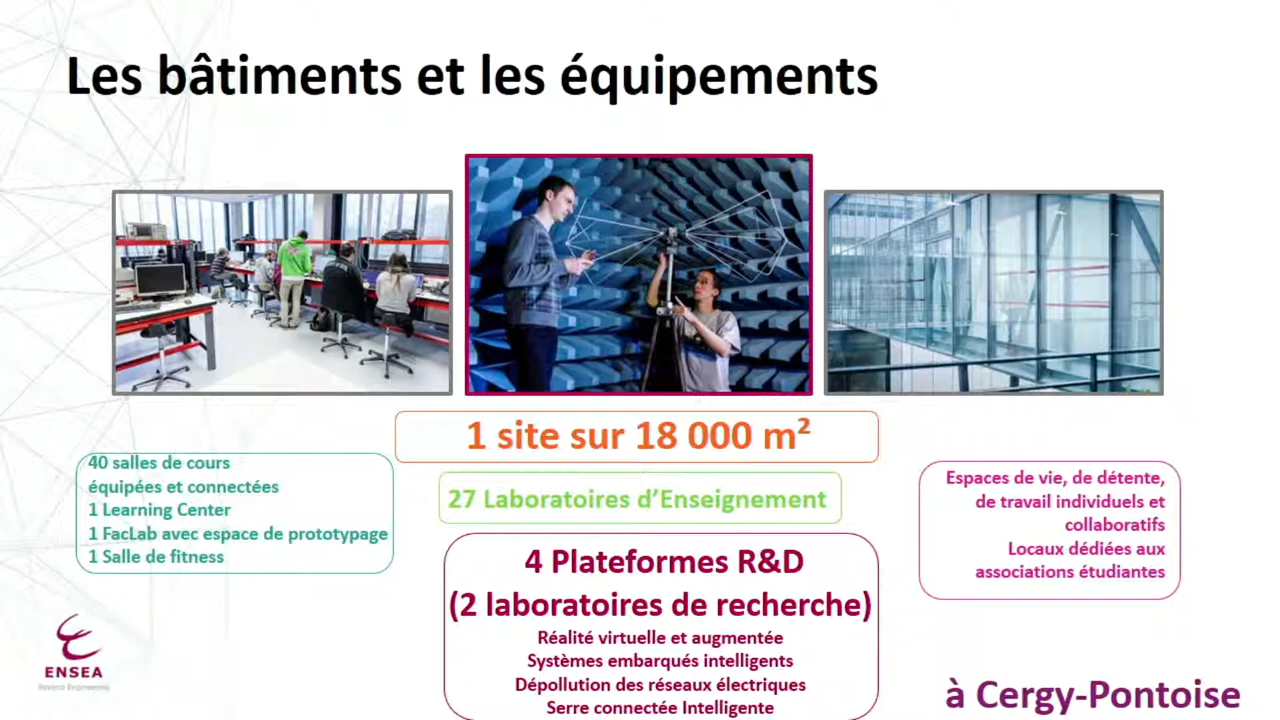 Les bâtiments et les équipements
1 site sur 18 000 m²
40 salles de cours
équipées et connectées
1 Learning Center
1 FacLab avec espace de prototypage
1 Salle de fitness
27 Laboratoires d'Enseignement
Espaces de vie, de détente,
de travail individuels et
collaboratifs
Locaux dédiées aux
associations étudiantes
4 Plateformes R&D
(2 laboratoires de recherche)
Réalité virtuelle et augmentée
Systèmes embarqués intelligents
Dépollution des réseaux électriques
Serre connectée Intelligente
ENSEA
Beyond Engineering
à Cergy-Pontoise